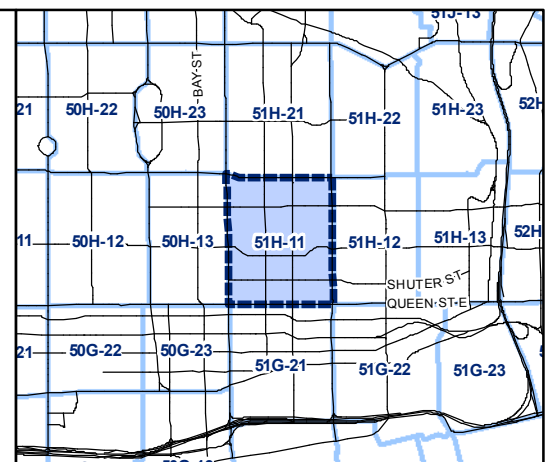 51J-13
BAY ST
21 50H-22 50H-23 51H-21 51H-22 51H-23 52H
11 50H-12 50H-13 51H-11 51H-12 51H-13 52H
SHUTER ST
QUEEN ST E
21 50G-22 50G-23 51G-21 51G-22 51G-23